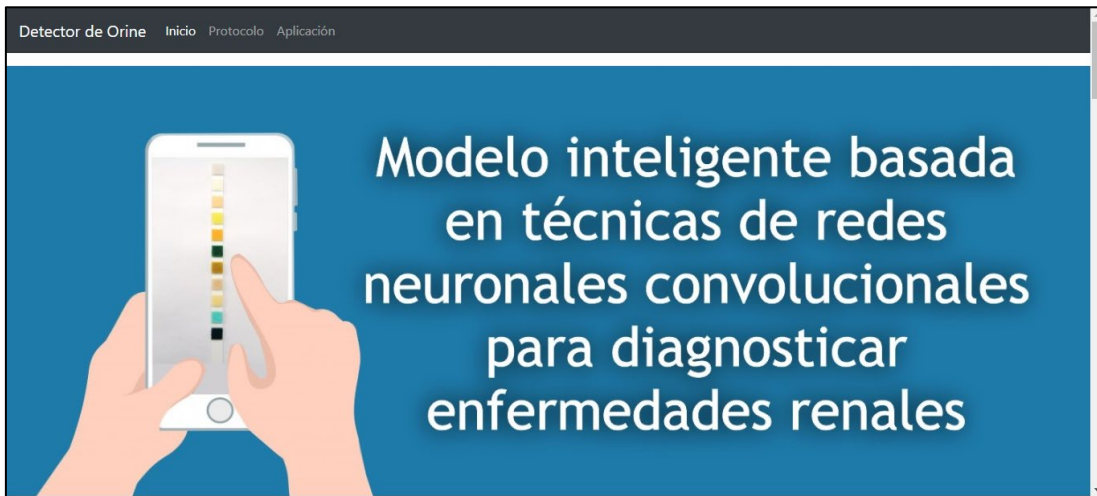 Detector de Orine Inicio Protocolo Aplicación
Modelo inteligente basada
en técnicas de redes
neuronales convolucionales
para diagnosticar
enfermedades renales